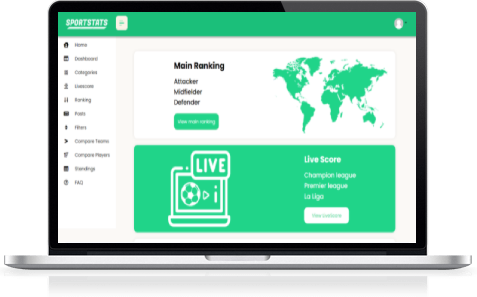 SPORTSTATS
Home
Dashboard
Categories
Livescore
Ranking
Posts
Filters
Compare Teams
Compare Players
Standings
FAQ
Main Ranking
Attacker
Midfielder
Defender
View main ranking
LIVE
Live Score
Champion league
Premier league
La Liga
View Livescore